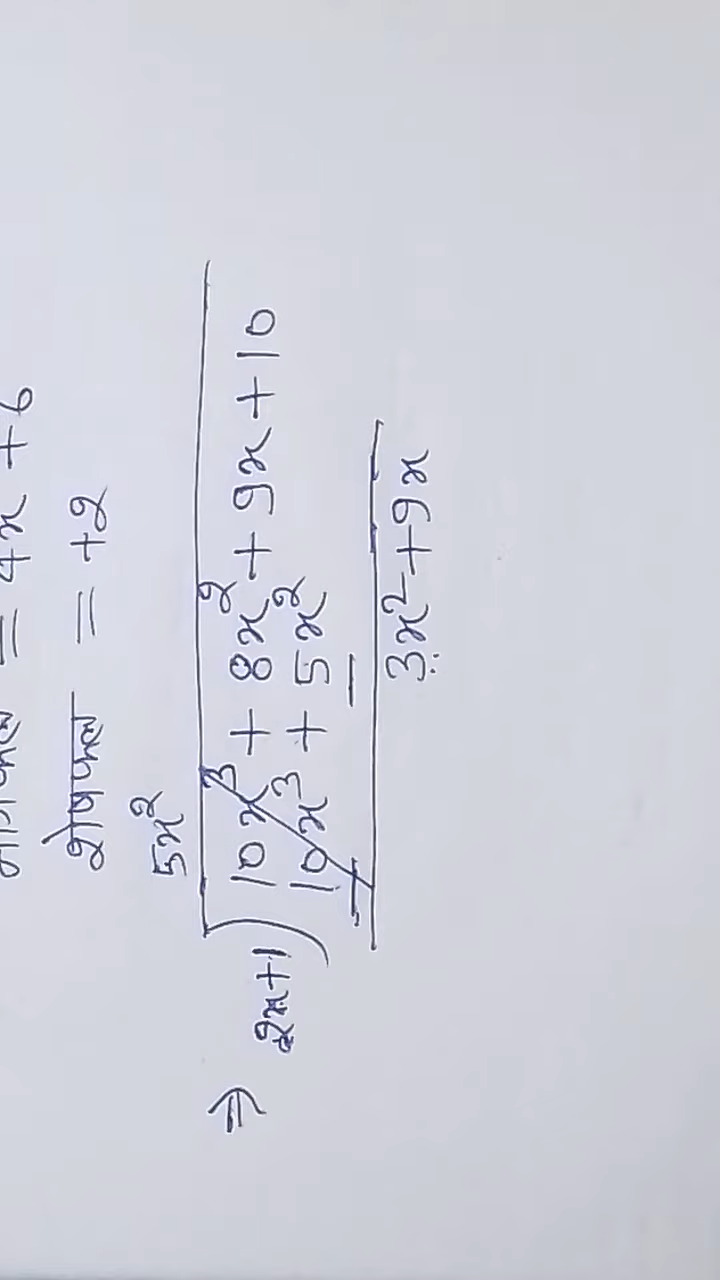 = 4x + 6
शेषफल = +2
5x²
⇒ 2x+1) 10x³ + 8x² + 9x + 10
10x³ + 5x²
− −
3x² + 9x